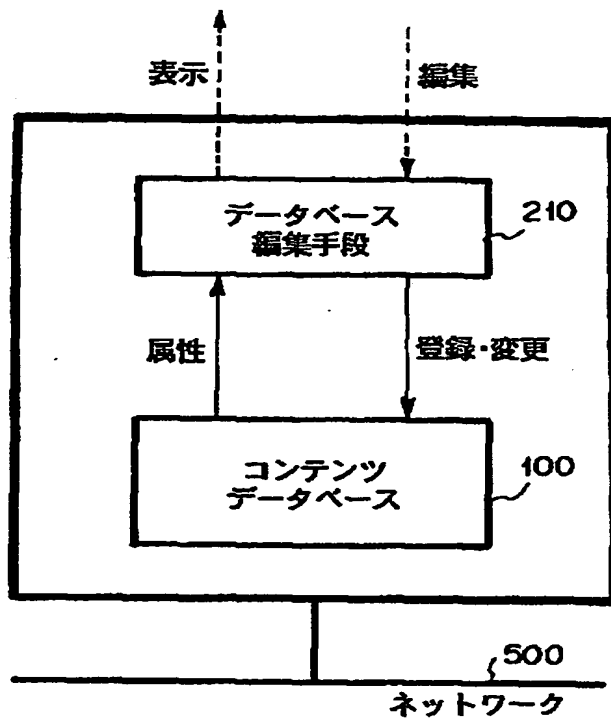 表示
編集
データベース
編集手段
210
属性
登録・変更
コンテンツ
データベース
100
500
ネットワーク